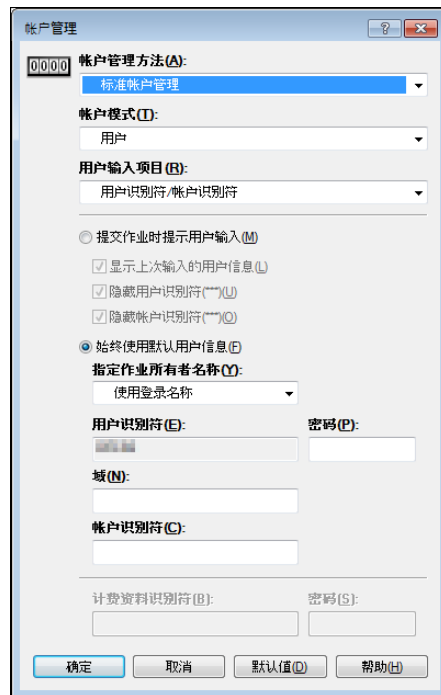 帐户管理
0000
帐户管理方法(A):
标准帐户管理
帐户模式(T):
用户
用户输入项目(R):
用户识别符/帐户识别符
提交作业时提示用户输入(M)
显示上次输入的用户信息(L)
隐藏用户识别符(***)(U)
隐藏帐户识别符(***)(O)
始终使用默认用户信息(F)
指定作业所有者名称(Y):
使用登录名称
用户识别符(E): 密码(P):
域(N):
帐户识别符(C):
计费资料识别符(B): 密码(S):
确定 取消 默认值(D) 帮助(H)